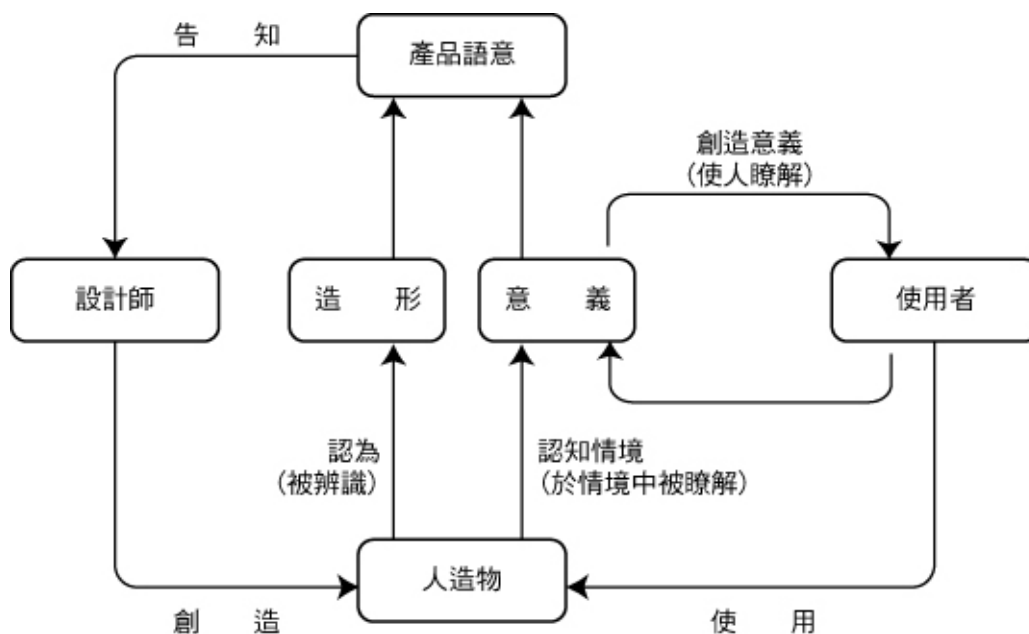 告 知
產品語意
創造意義
(使人瞭解)
設計師
造 形
意 義
使用者
認為
(被辨識)
認知情境
(於情境中被瞭解)
人造物
創 造
使 用